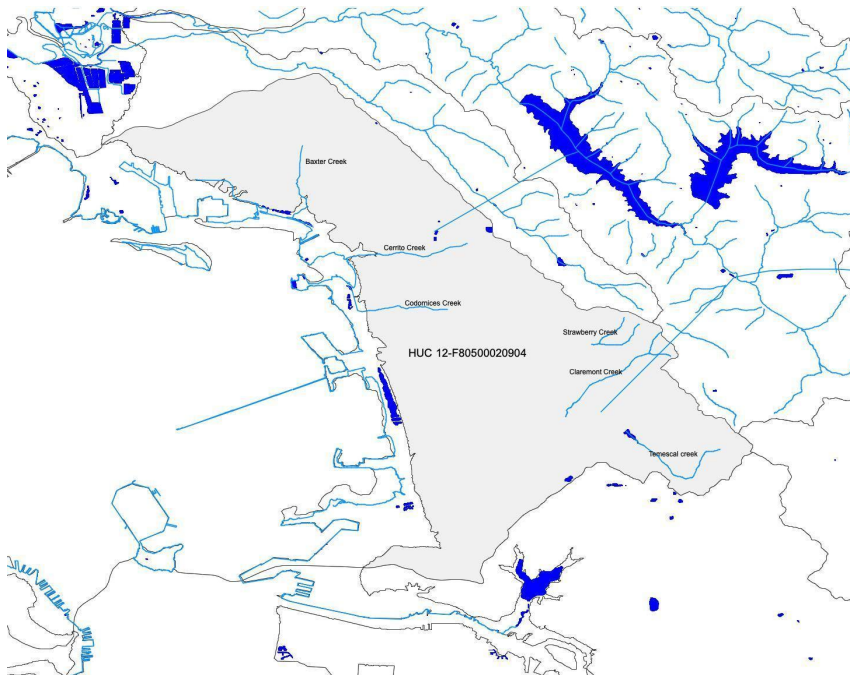 Baxter Creek
Cerrito Creek
Codornices Creek
Strawberry Creek
HUC 12-F80500020904
Claremont Creek
Temescal creek